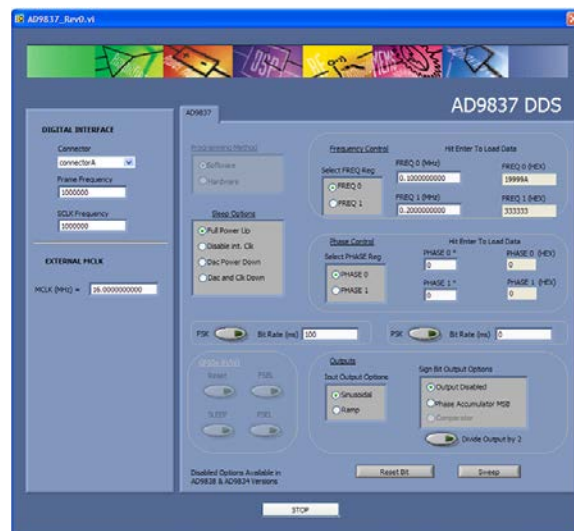 AD9837_Rev0.vi
DSP
RF
MEMS
AD9837
AD9837 DDS
DIGITAL INTERFACE
Connector
connectorA
Frame Frequency
1000000
SCLK Frequency
1000000
EXTERNAL MCLK
MCLK (MHz) = 16.0000000000
Programming Method
Software
Hardware
Sleep Options
Full Power Up
Disable Int. Clk
Dac Power Down
Dac and Clk Down
Frequency Control
Hit Enter To Load Data
Select FREQ Reg
FREQ 0
FREQ 1
FREQ 0 (MHz)
0.1000000000
FREQ 0 (HEX)
19999A
FREQ 1 (MHz)
0.2000000000
FREQ 1 (HEX)
333333
Phase Control
Hit Enter To Load Data
Select PHASE Reg
PHASE 0
PHASE 1
PHASE 0 °
0
PHASE 0 (HEX)
0
PHASE 1 °
0
PHASE 1 (HEX)
0
FSK
Bit Rate (ms) 100
PSK
Bit Rate (ms) 0
Reset
PSEL
SLEEP
FSEL
Outputs
Iout Output Options
Sinusoidal
Ramp
Sign Bit Output Options
Output Disabled
Phase Accumulator MSB
Comparator
Divide Output by 2
Disabled Options Available in
AD9838 & AD9834 Versions
Reset Bit
Sweep
STOP